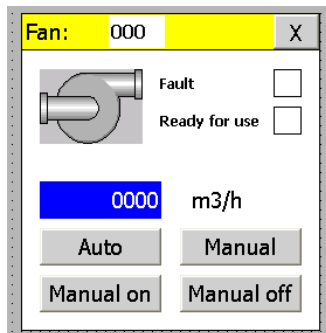 Fan: 000 X
Fault
Ready for use
0000 m3/h
Auto Manual
Manual on Manual off